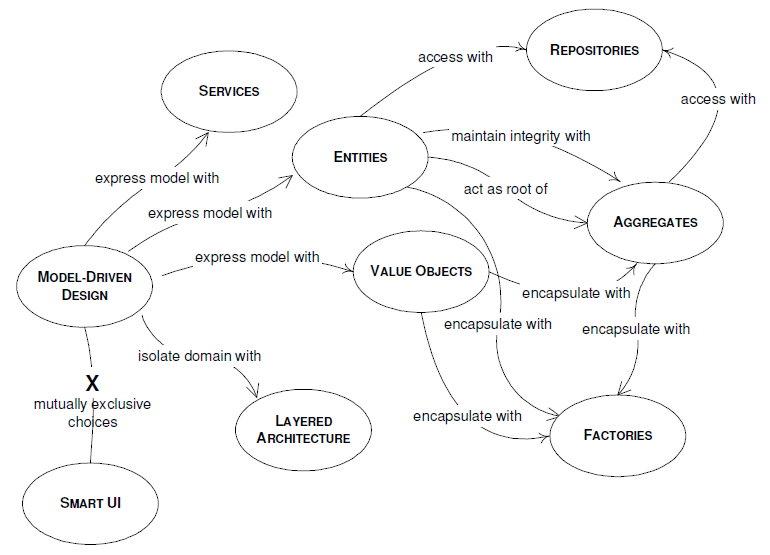 REPOSITORIES
access with
SERVICES
access with
maintain integrity with
ENTITIES
express model with
act as root of
express model with
AGGREGATES
express model with
VALUE OBJECTS
MODEL-DRIVEN
DESIGN
encapsulate with
encapsulate with
encapsulate with
isolate domain with
X
mutually exclusive
choices
encapsulate with
LAYERED
ARCHITECTURE
FACTORIES
SMART UI